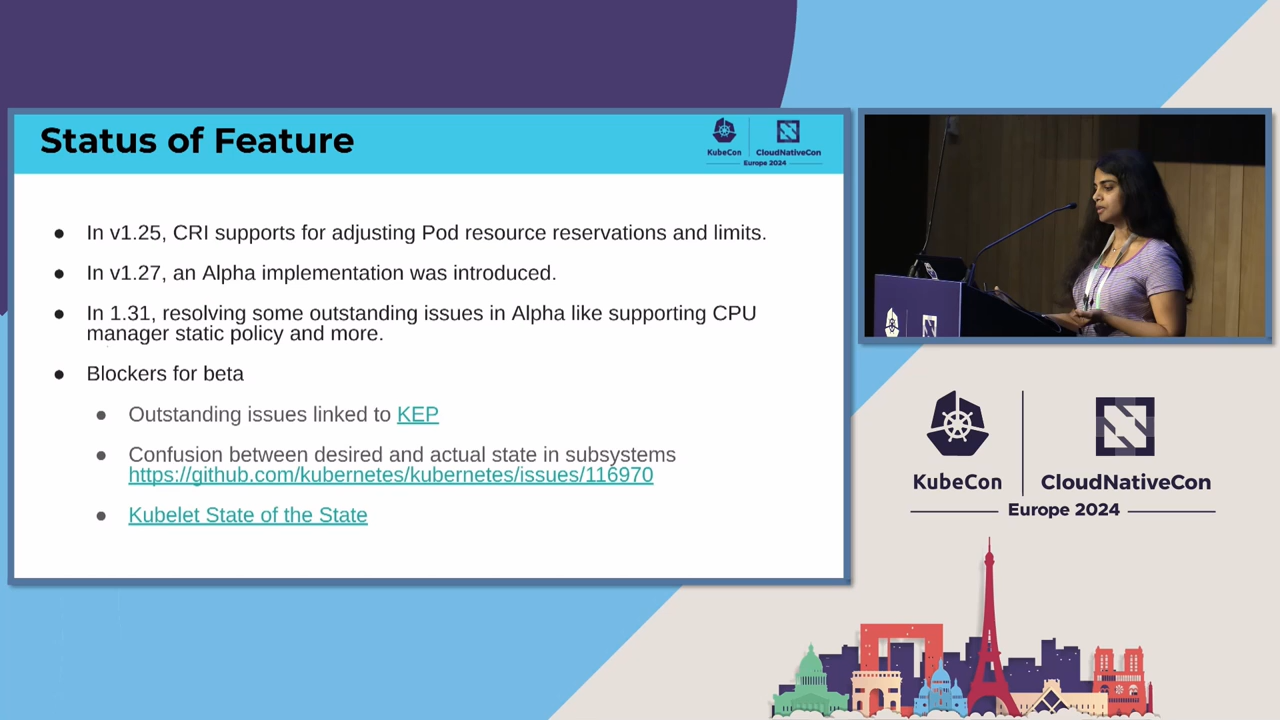 Status of Feature
KubeCon
CloudNativeCon
Europe 2024
In v1.25, CRI supports for adjusting Pod resource reservations and limits.
In v1.27, an Alpha implementation was introduced.
In 1.31, resolving some outstanding issues in Alpha like supporting CPU
manager static policy and more.
Blockers for beta
Outstanding issues linked to KEP
Confusion between desired and actual state in subsystems
https://github.com/kubernetes/kubernetes/issues/116970
Kubelet State of the State
KubeCon
CloudNativeCon
Europe 2024